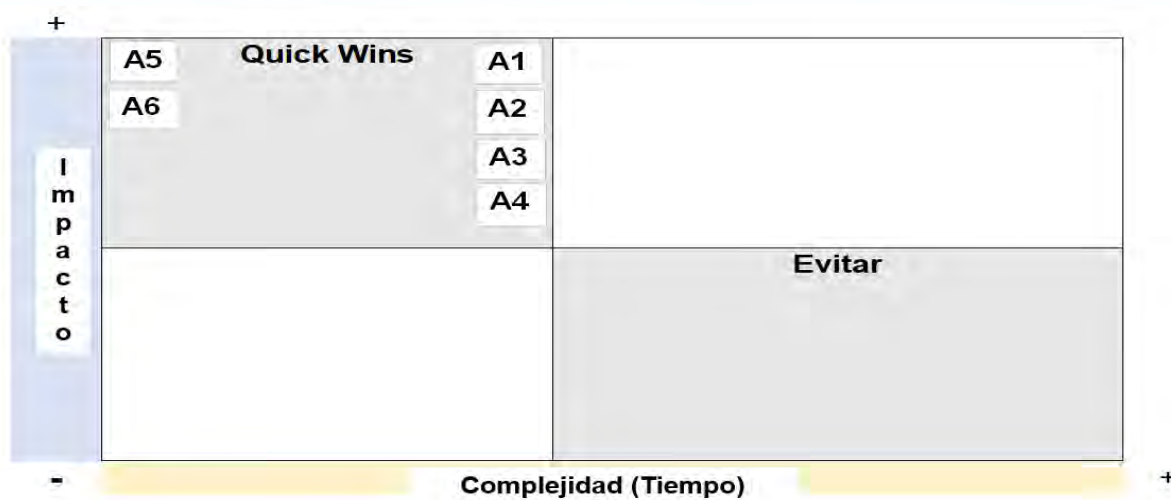 +
A5 Quick Wins A1
A6 A2
A3
A4
Impacto
Evitar
- Complejidad (Tiempo) +